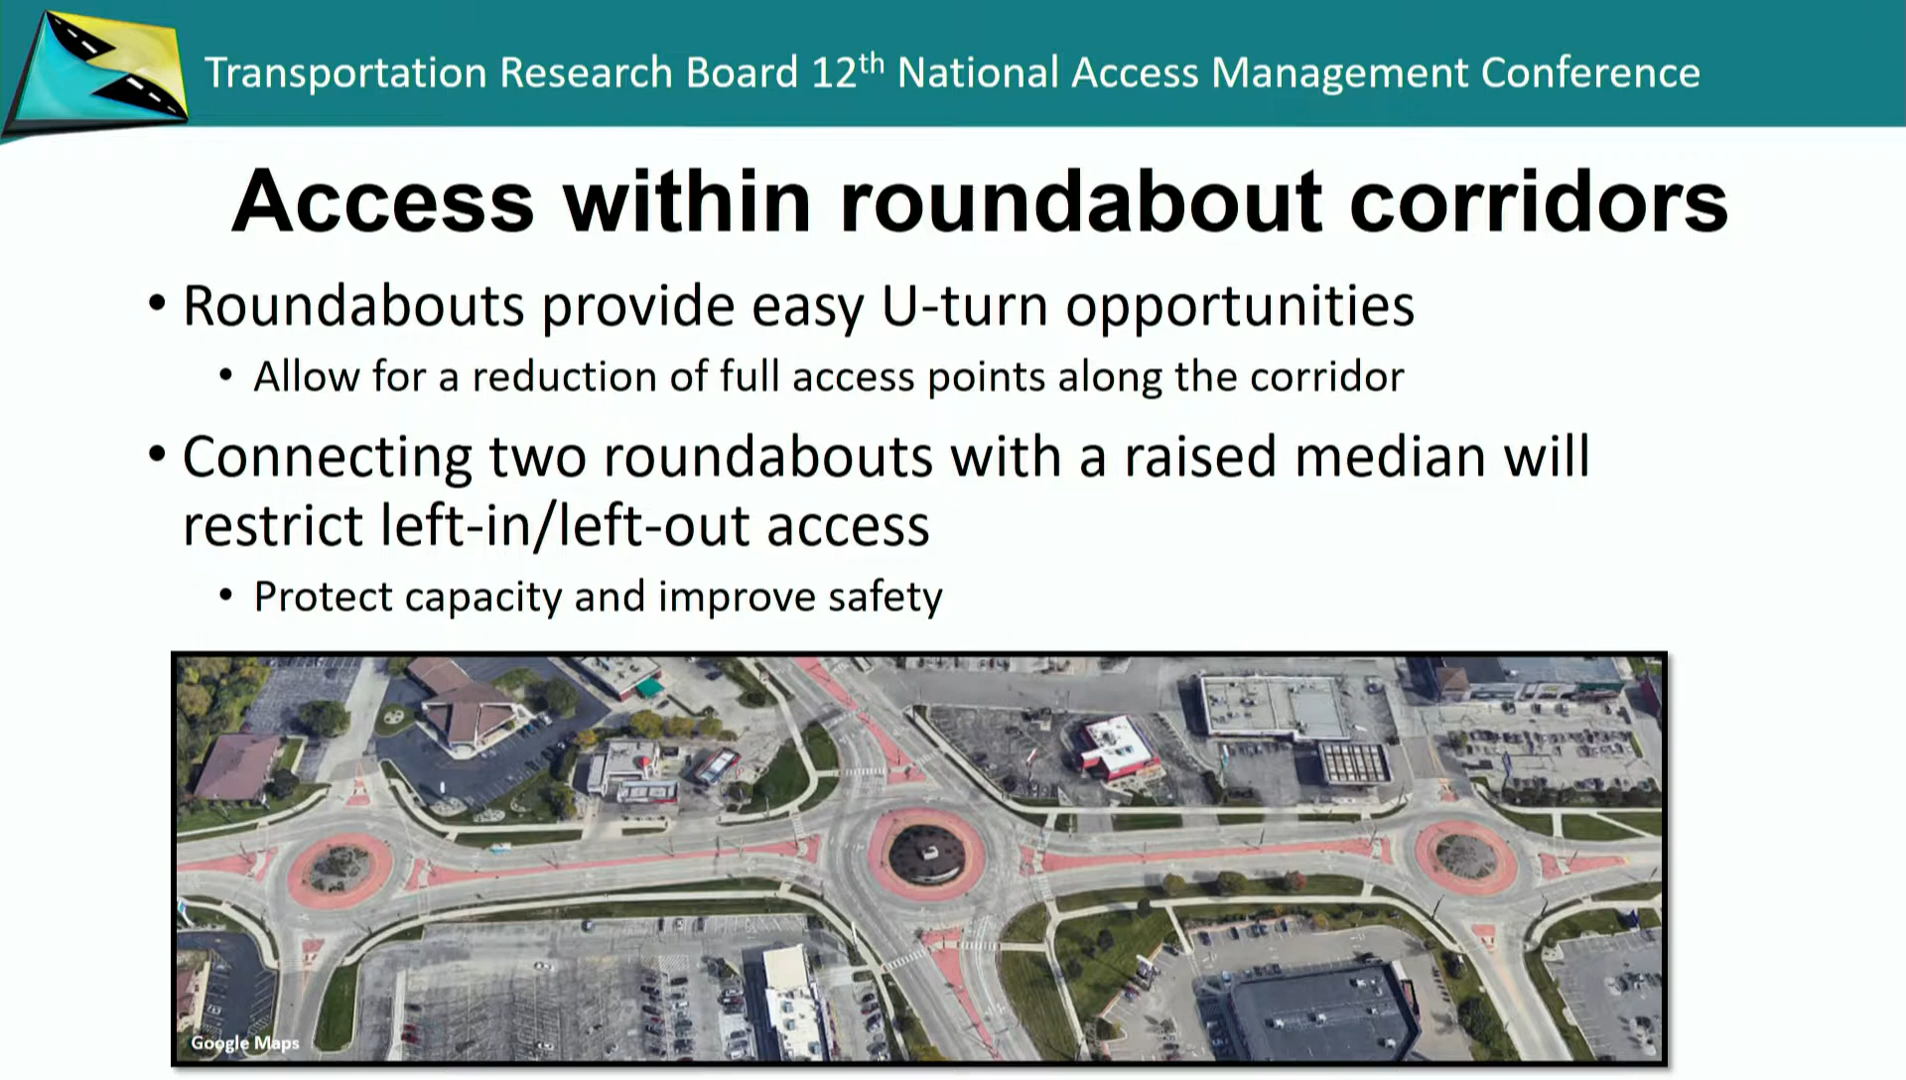 Transportation Research Board 12th National Access Management Conference
Access within roundabout corridors
• Roundabouts provide easy U-turn opportunities
• Allow for a reduction of full access points along the corridor
• Connecting two roundabouts with a raised median will
restrict left-in/left-out access
• Protect capacity and improve safety
Google Maps